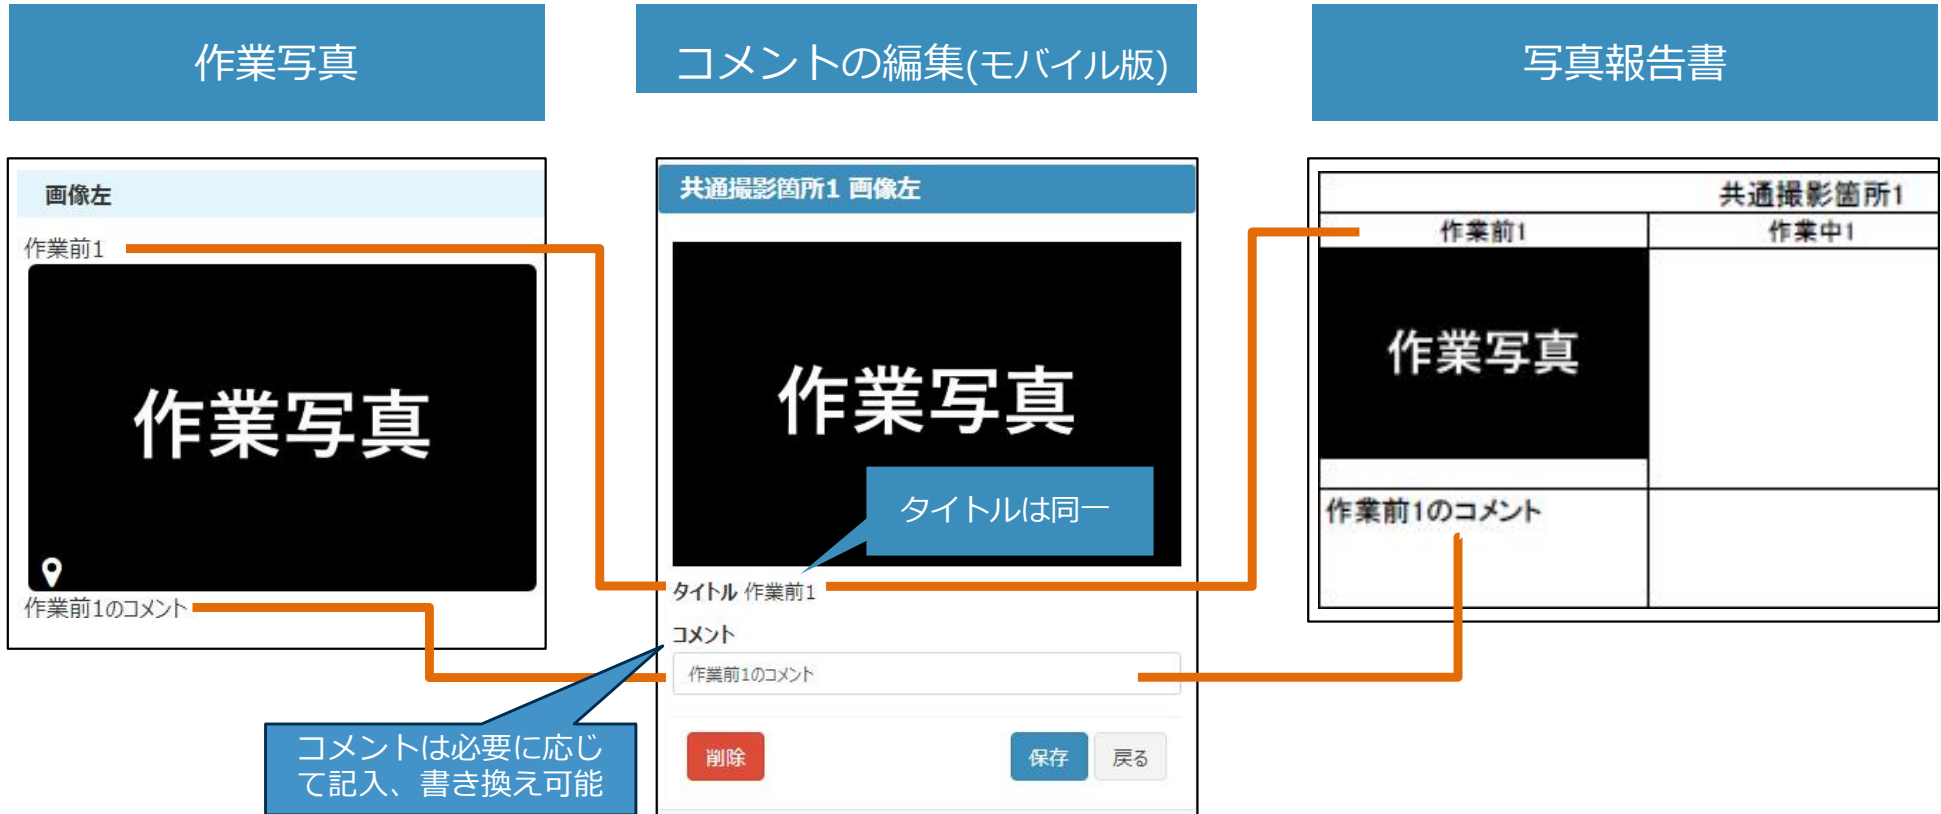 作業写真
コメントの編集(モバイル版)
写真報告書
画像左
作業前1
作業写真
作業前1のコメント
共通撮影箇所1 画像左
作業写真
タイトルは同一
タイトル 作業前1
コメント
作業前1のコメント
削除
保存
戻る
コメントは必要に応じ
て記入、書き換え可能
共通撮影箇所1
作業前1
作業中1
作業写真
作業前1のコメント